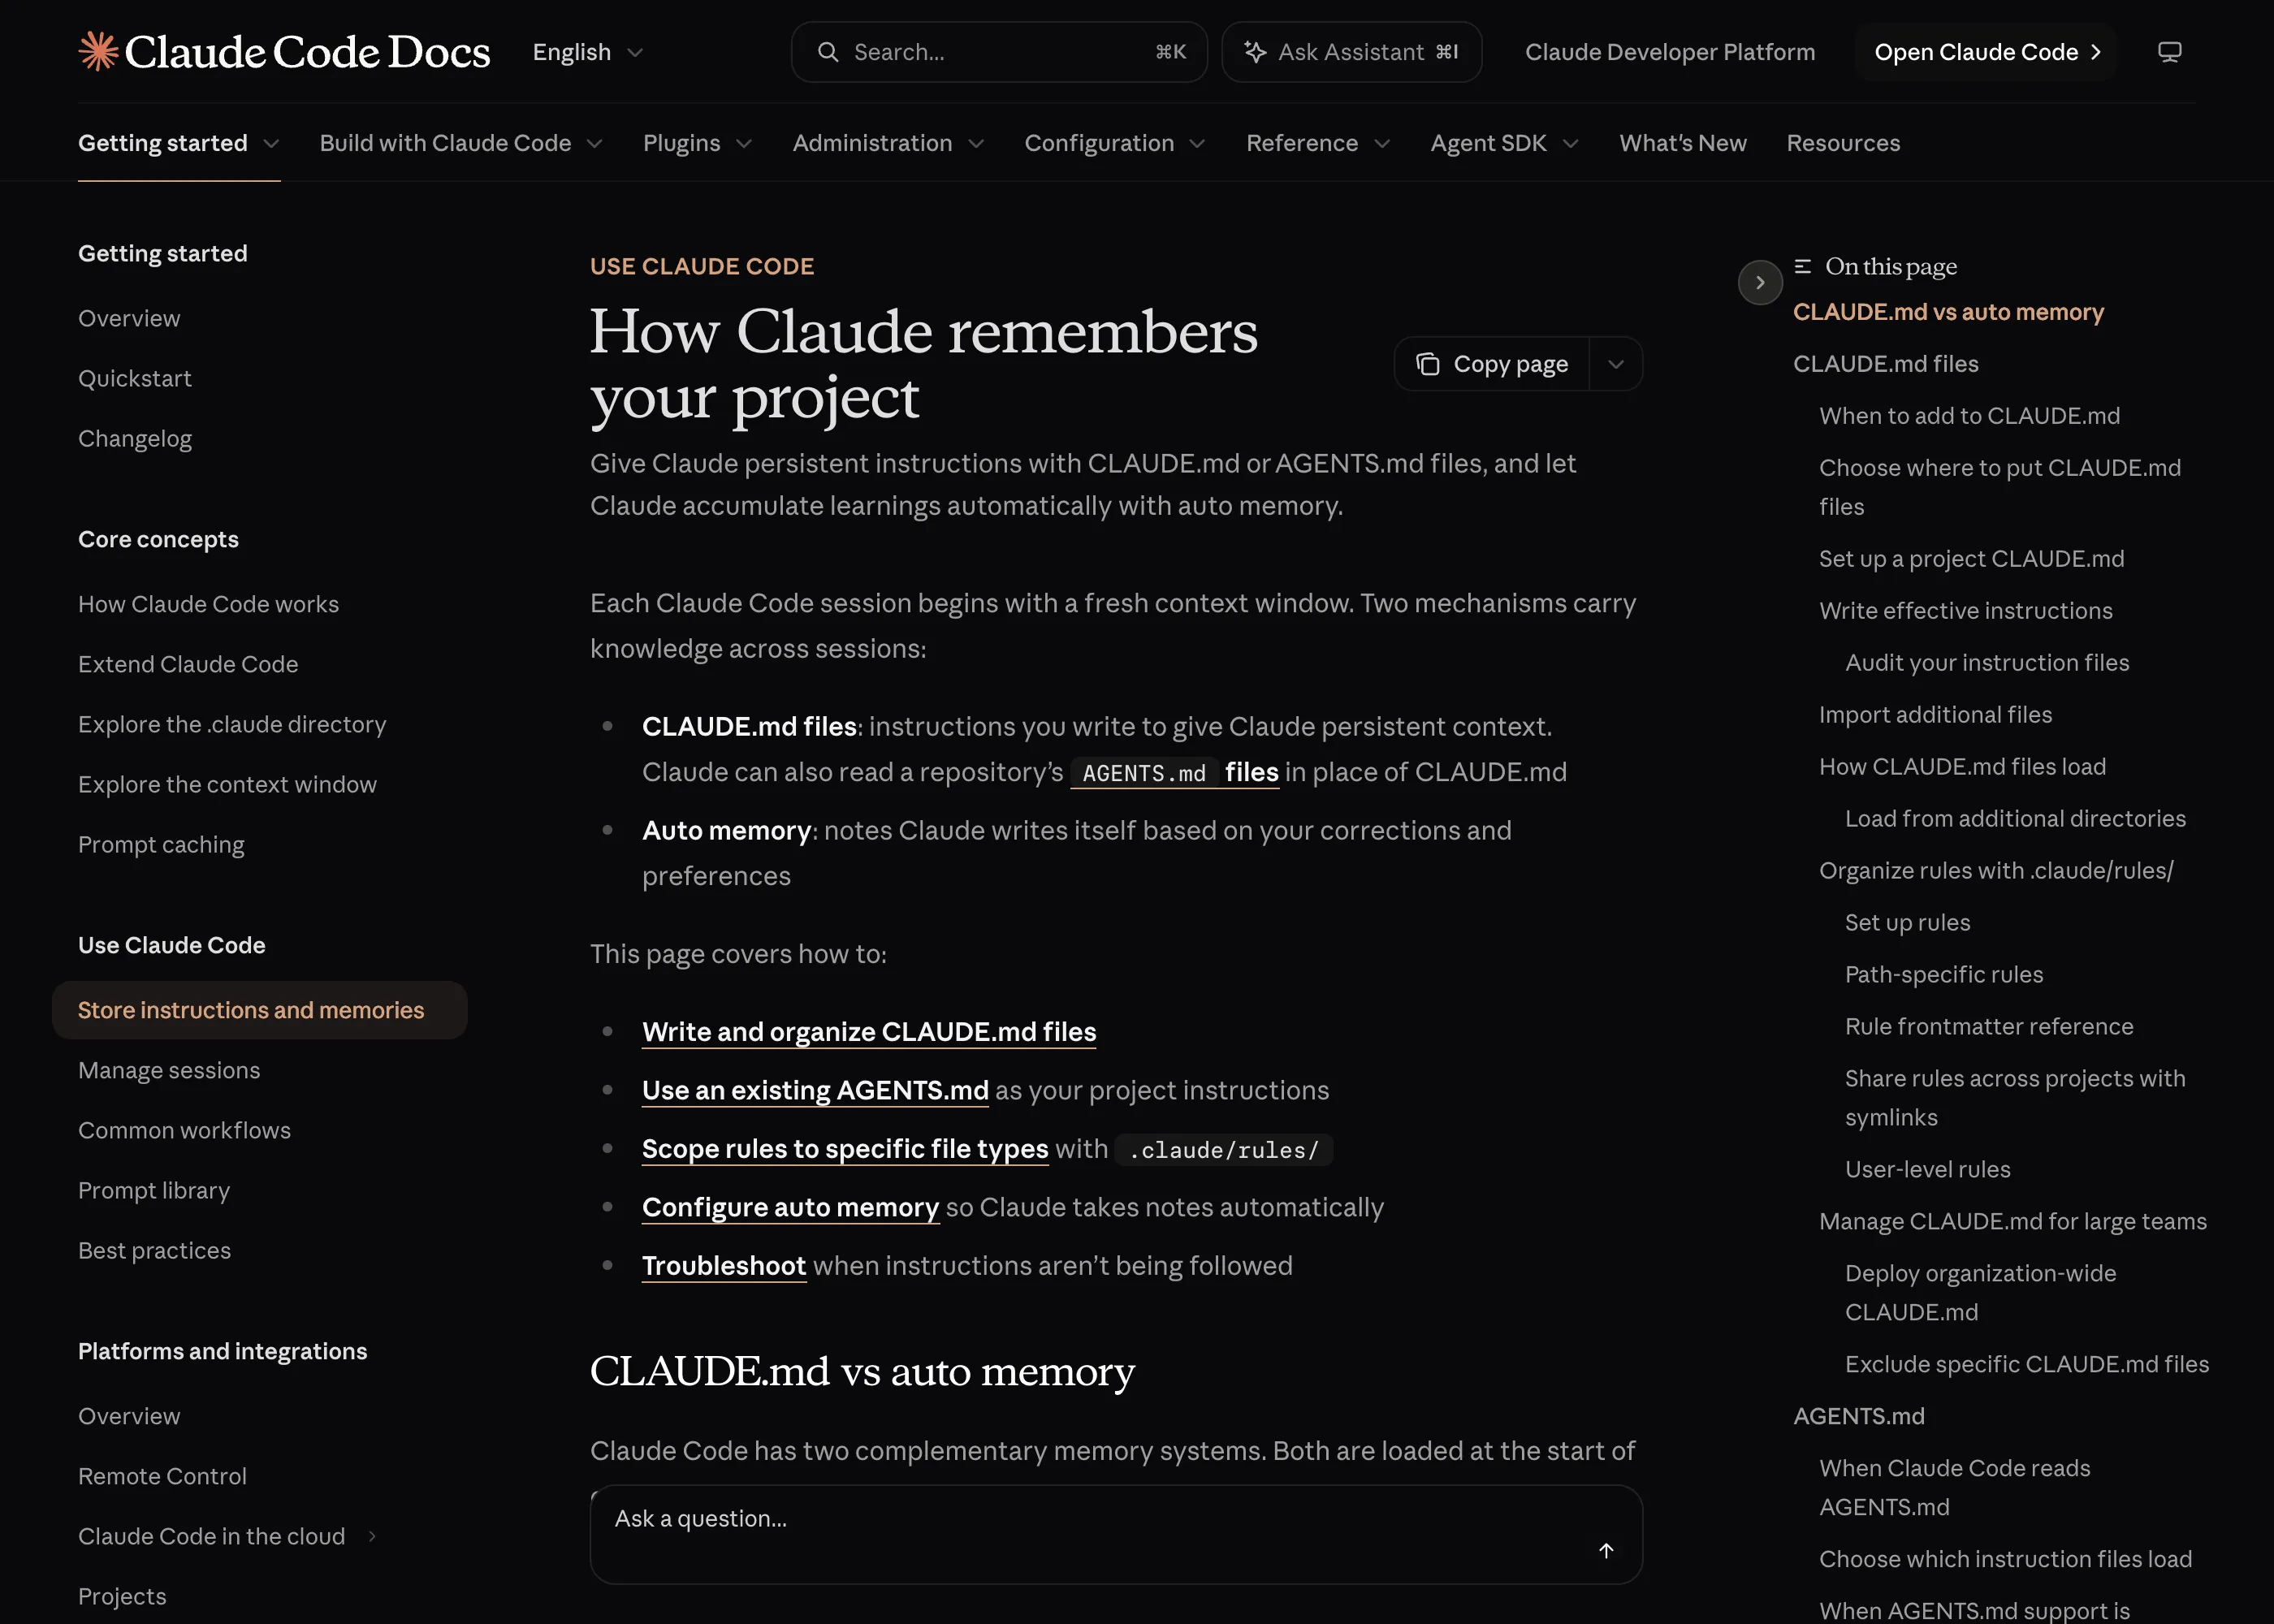 Claude Code Docs
English
Search...
⌘K
Ask Assistant ⌘I
Claude Developer Platform
Open Claude Code
Getting started
Build with Claude Code
Plugins
Administration
Configuration
Reference
Agent SDK
What's New
Resources
Getting started
Overview
Quickstart
Changelog
Core concepts
How Claude Code works
Extend Claude Code
Explore the .claude directory
Explore the context window
Prompt caching
Use Claude Code
Store instructions and memories
Manage sessions
Common workflows
Prompt library
Best practices
Platforms and integrations
Overview
Remote Control
Claude Code in the cloud
Projects
USE CLAUDE CODE
How Claude remembers
your project
Copy page
Give Claude persistent instructions with CLAUDE.md or AGENTS.md files, and let
Claude accumulate learnings automatically with auto memory.
Each Claude Code session begins with a fresh context window. Two mechanisms carry
knowledge across sessions:
CLAUDE.md files: instructions you write to give Claude persistent context.
Claude can also read a repository's AGENTS.md files in place of CLAUDE.md
Auto memory: notes Claude writes itself based on your corrections and
preferences
This page covers how to:
Write and organize CLAUDE.md files
Use an existing AGENTS.md as your project instructions
Scope rules to specific file types with .claude/rules/
Configure auto memory so Claude takes notes automatically
Troubleshoot when instructions aren't being followed
CLAUDE.md vs auto memory
Claude Code has two complementary memory systems. Both are loaded at the start of
Ask a question...
On this page
CLAUDE.md vs auto memory
CLAUDE.md files
When to add to CLAUDE.md
Choose where to put CLAUDE.md
files
Set up a project CLAUDE.md
Write effective instructions
Audit your instruction files
Import additional files
How CLAUDE.md files load
Load from additional directories
Organize rules with .claude/rules/
Set up rules
Path-specific rules
Rule frontmatter reference
Share rules across projects with
symlinks
User-level rules
Manage CLAUDE.md for large teams
Deploy organization-wide
CLAUDE.md
Exclude specific CLAUDE.md files
AGENTS.md
When Claude Code reads
AGENTS.md
Choose which instruction files load
When AGENTS.md support is